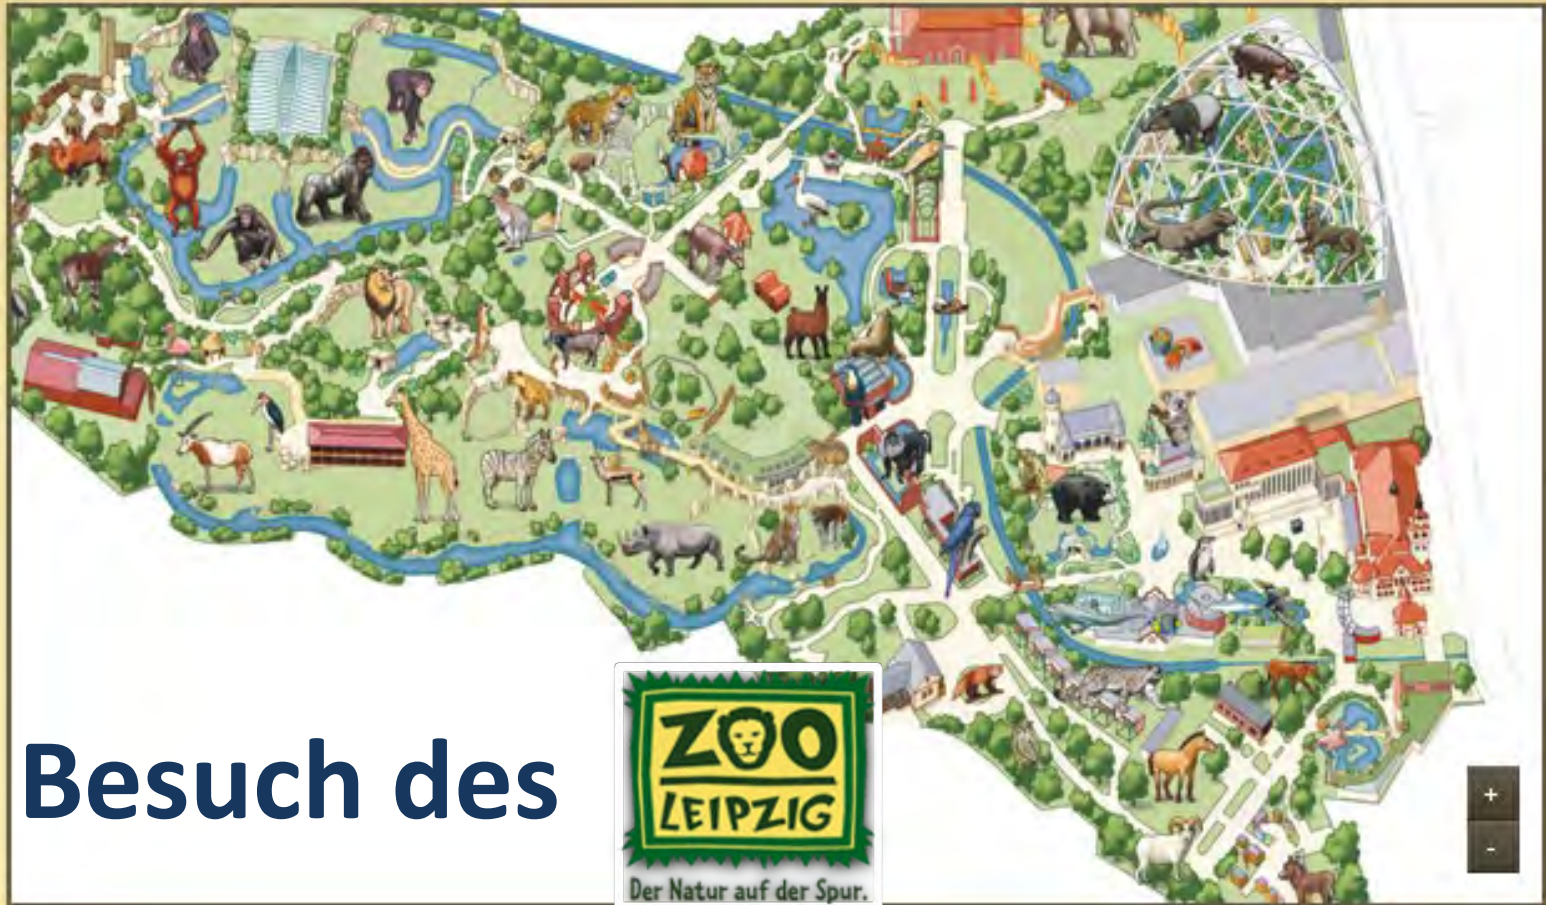 Besuch des
ZOO
LEIPZIG
Der Natur auf der Spur.
+
-